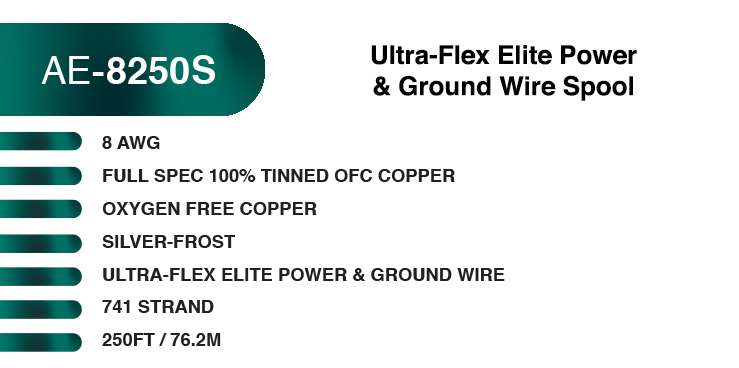 AE-8250S
Ultra-Flex Elite Power
& Ground Wire Spool
8 AWG
FULL SPEC 100% TINNED OFC COPPER
OXYGEN FREE COPPER
SILVER-FROST
ULTRA-FLEX ELITE POWER & GROUND WIRE
741 STRAND
250FT / 76.2M